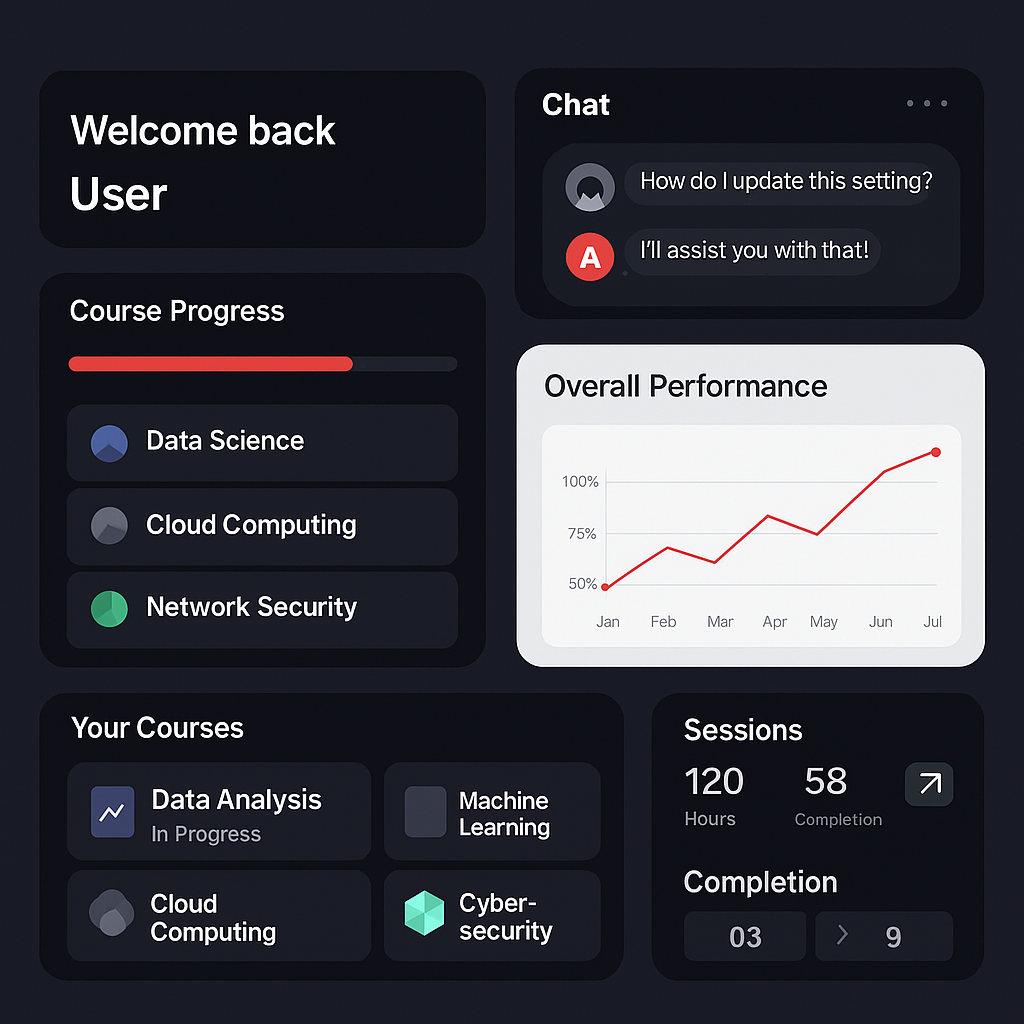 Welcome back
User
Chat
How do I update this setting?
A
I'll assist you with that!
Course Progress
Data Science
Cloud Computing
Network Security
Overall Performance
100%
75%
50%
Jan Feb Mar Apr May Jun Jul
Your Courses
Data Analysis
In Progress
Machine
Learning
Cloud
Computing
Cyber-
security
Sessions
120 58
Hours Completion
Completion
03 9